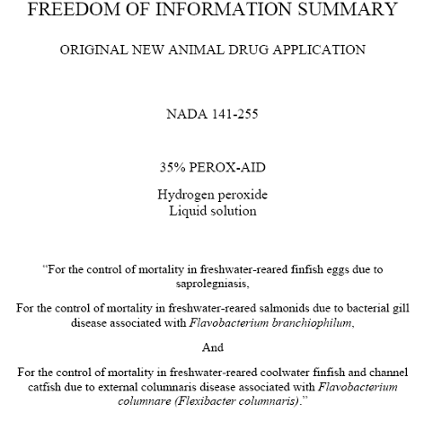 FREEDOM OF INFORMATION SUMMARY
ORIGINAL NEW ANIMAL DRUG APPLICATION
NADA 141-255
35% PEROX-AID
Hydrogen peroxide
Liquid solution
"For the control of mortality in freshwater-reared finfish eggs due to
saprolegniasis,
For the control of mortality in freshwater-reared salmonids due to bacterial gill
disease associated with Flavobacterium branchiophilum,
And
For the control of mortality in freshwater-reared coolwater finfish and channel
catfish due to external columnaris disease associated with Flavobacterium
columnare (Flexibacter columnaris)."